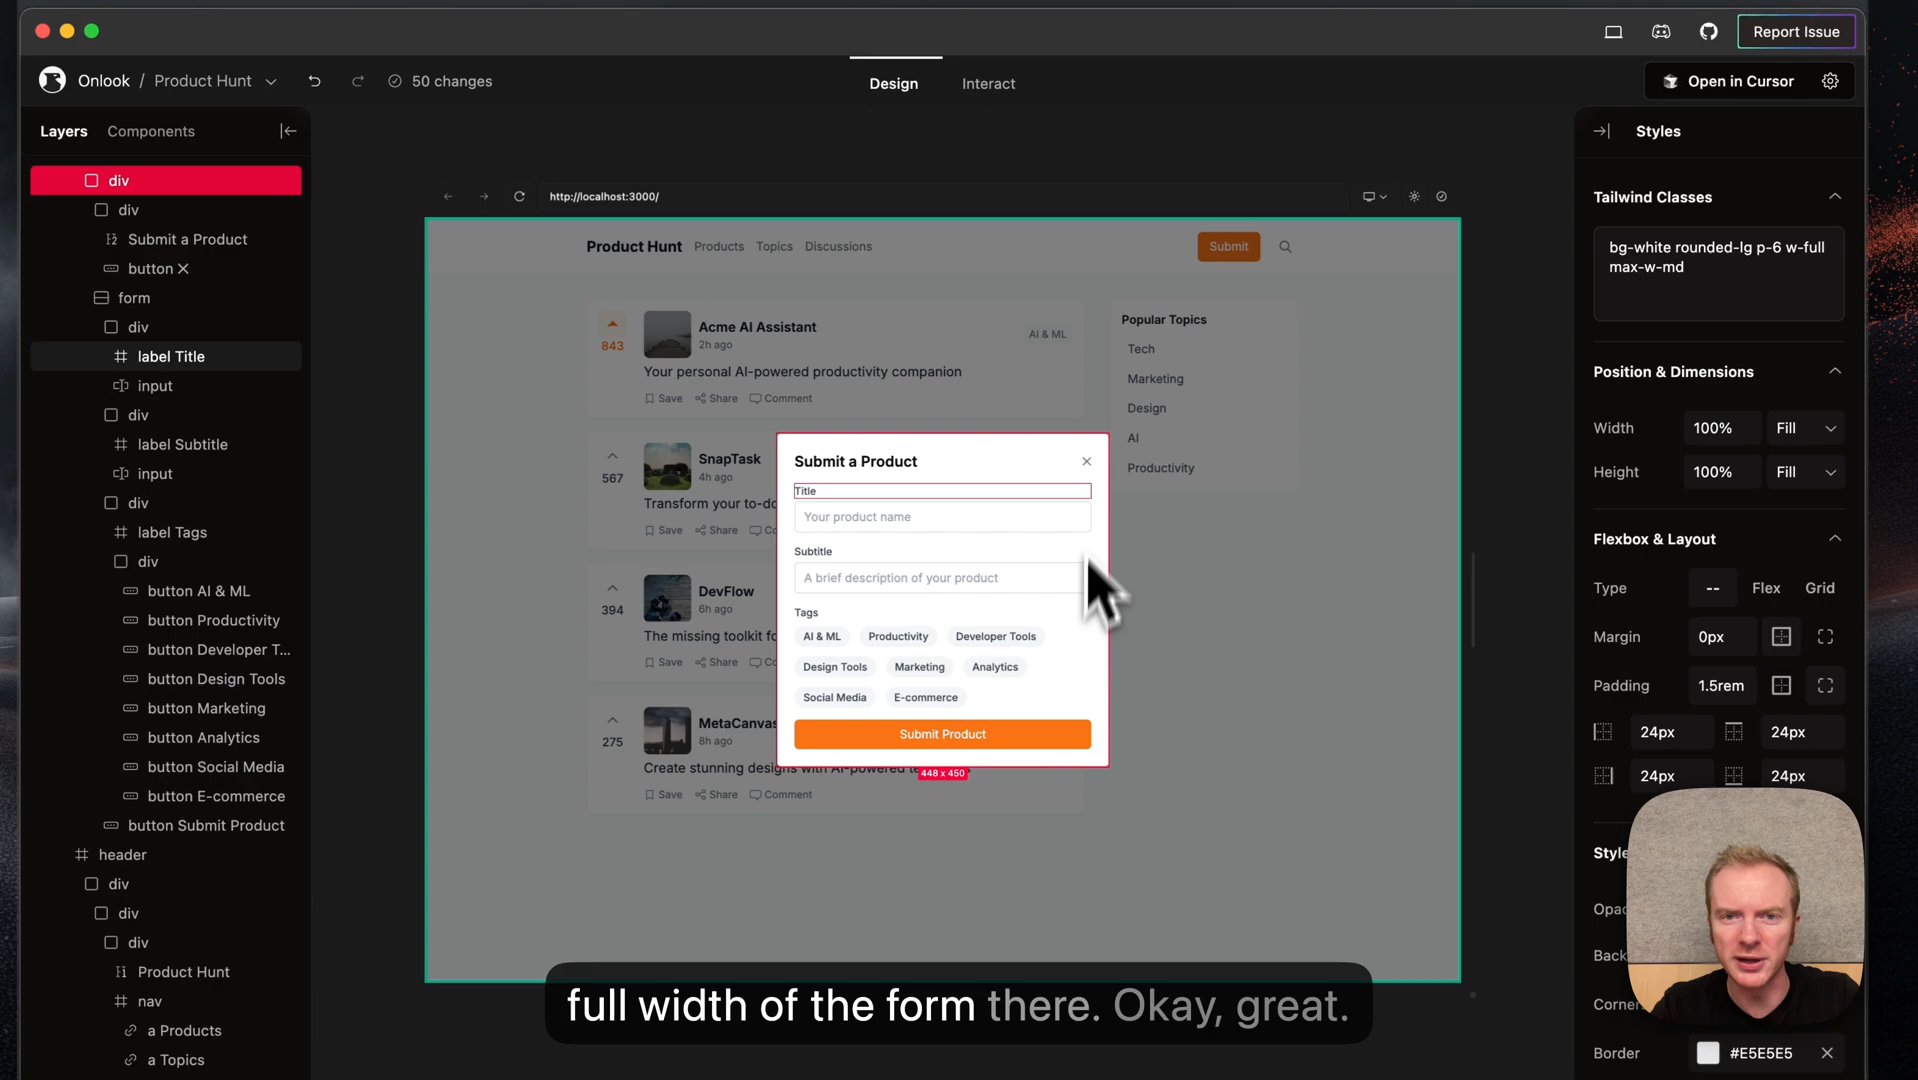 Report Issue
Onlook / Product Hunt
50 changes
Design
Interact
Open in Cursor
Layers
Components
div
div
Submit a Product
button
form
div
label Title
input
div
label Subtitle
input
div
label Tags
div
button AI & ML
button Productivity
button Developer T...
button Design Tools
button Marketing
button Analytics
button Social Media
button E-commerce
button Submit Product
header
div
div
div
Product Hunt
nav
a Products
a Topics
http://localhost:3000/
Product Hunt
Products
Topics
Discussions
Submit
843
Acme AI Assistant
2h ago
AI & ML
Your personal AI-powered productivity companion
Save
Share
Comment
567
SnapTask
4h ago
Transform your to-do
Save
Share
Co
394
DevFlow
6h ago
The missing toolkit fo
Save
Share
Co
275
MetaCanvas
8h ago
Create stunning designs with AI-powered te
Save
Share
Comment
Popular Topics
Tech
Marketing
Design
AI
Productivity
Submit a Product
Title
Your product name
Subtitle
A brief description of your product
Tags
AI & ML
Productivity
Developer Tools
Design Tools
Marketing
Analytics
Social Media
E-commerce
Submit Product
448 x 450
full width of the form there. Okay, great.
Styles
Tailwind Classes
bg-white rounded-lg p-6 w-full
max-w-md
Position & Dimensions
Width
100%
Fill
Height
100%
Fill
Flexbox & Layout
Type
--
Flex
Grid
Margin
0px
Padding
1.5rem
24px
24px
24px
24px
Style
Opac
Back
Corner
Border
#E5E5E5